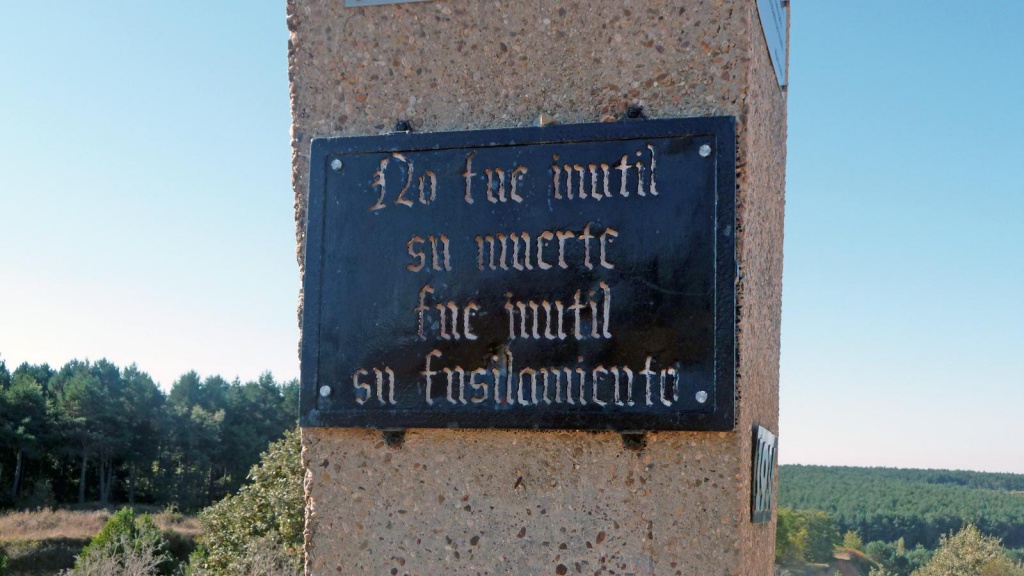 No fue inutil
su muerte
fue inutil
su fusilamiento